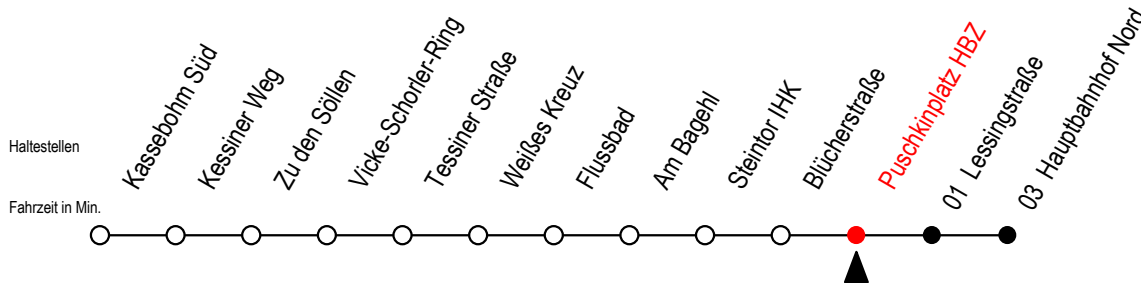 Haltestellen
Fahrzeit in Min.
Kassebohm Süd
Kessiner Weg
Zu den Söllen
Vicke-Schorler-Ring
Tessiner Straße
Weißes Kreuz
Flussbad
Am Bagehl
Steintor IHK
Blücherstraße
Puschkinplatz HBZ
01 Lessingstraße
03 Hauptbahnhof Nord